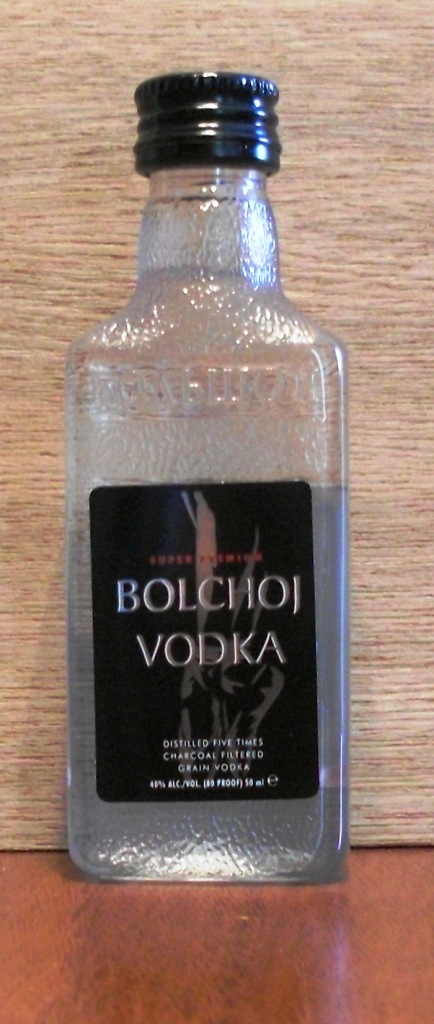 SUPER PREMIUM
BOLCHOJ
VODKA
DISTILLED FIVE TIMES
CHARCOAL FILTERED
GRAIN VODKA
40% ALC./VOL. (80 PROOF) 50 ml ℮